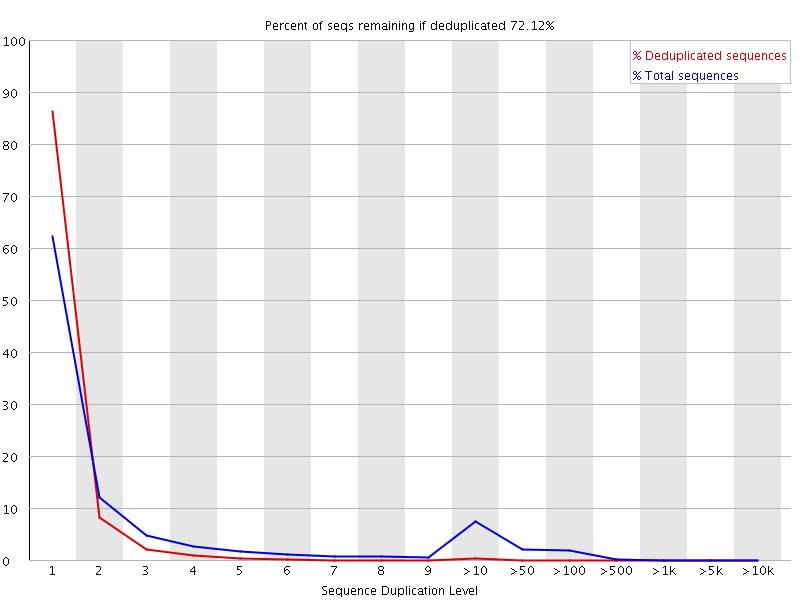 Percent of seqs remaining if deduplicated 72.12%
% Deduplicated sequences
% Total sequences
100
90
80
70
60
50
40
30
20
10
0
1 2 3 4 5 6 7 8 9 >10 >50 >100 >500 >1k >5k >10k
Sequence Duplication Level